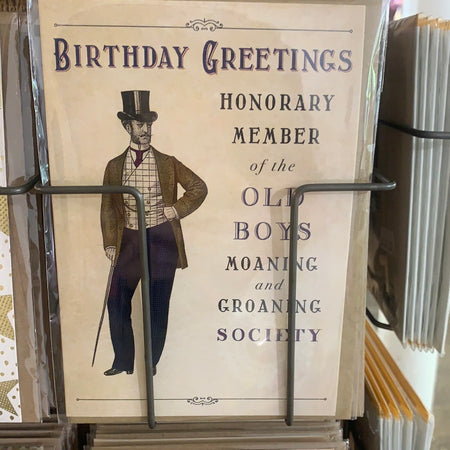 BIRTHDAY GREETINGS
HONORARY
MEMBER
of the
OLD
BOYS
MOANING
and
GROANING
SOCIETY